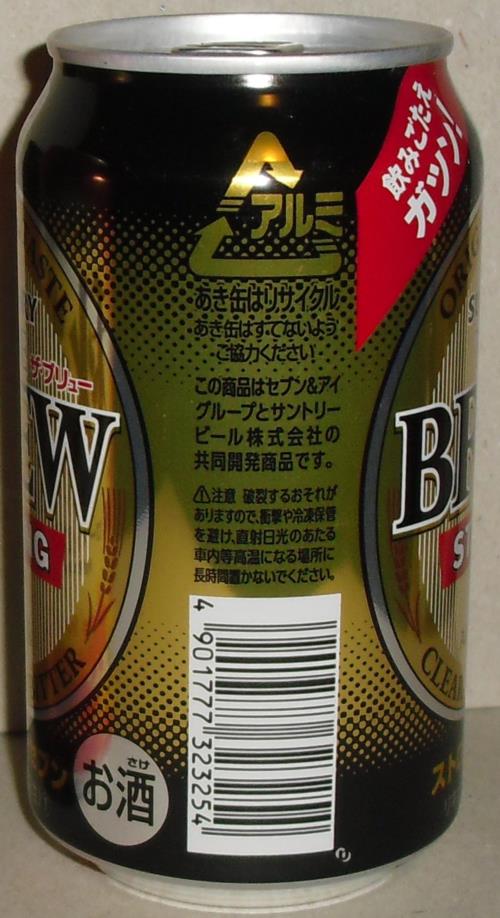 飲みごたえ
ガツン!
アルミ
あき缶はリサイクル
あき缶はすてないよう
ご協力ください
この商品はセブン&アイ
グループとサントリー
ビール株式会社の
共同開発商品です。
⚠注意 破裂するおそれが
ありますので、衝撃や冷凍保管
を避け、直射日光のあたる
車内等高温になる場所に
長時間置かないでください。
ザ・ブリュー
お酒
さけ
4 901777 323254